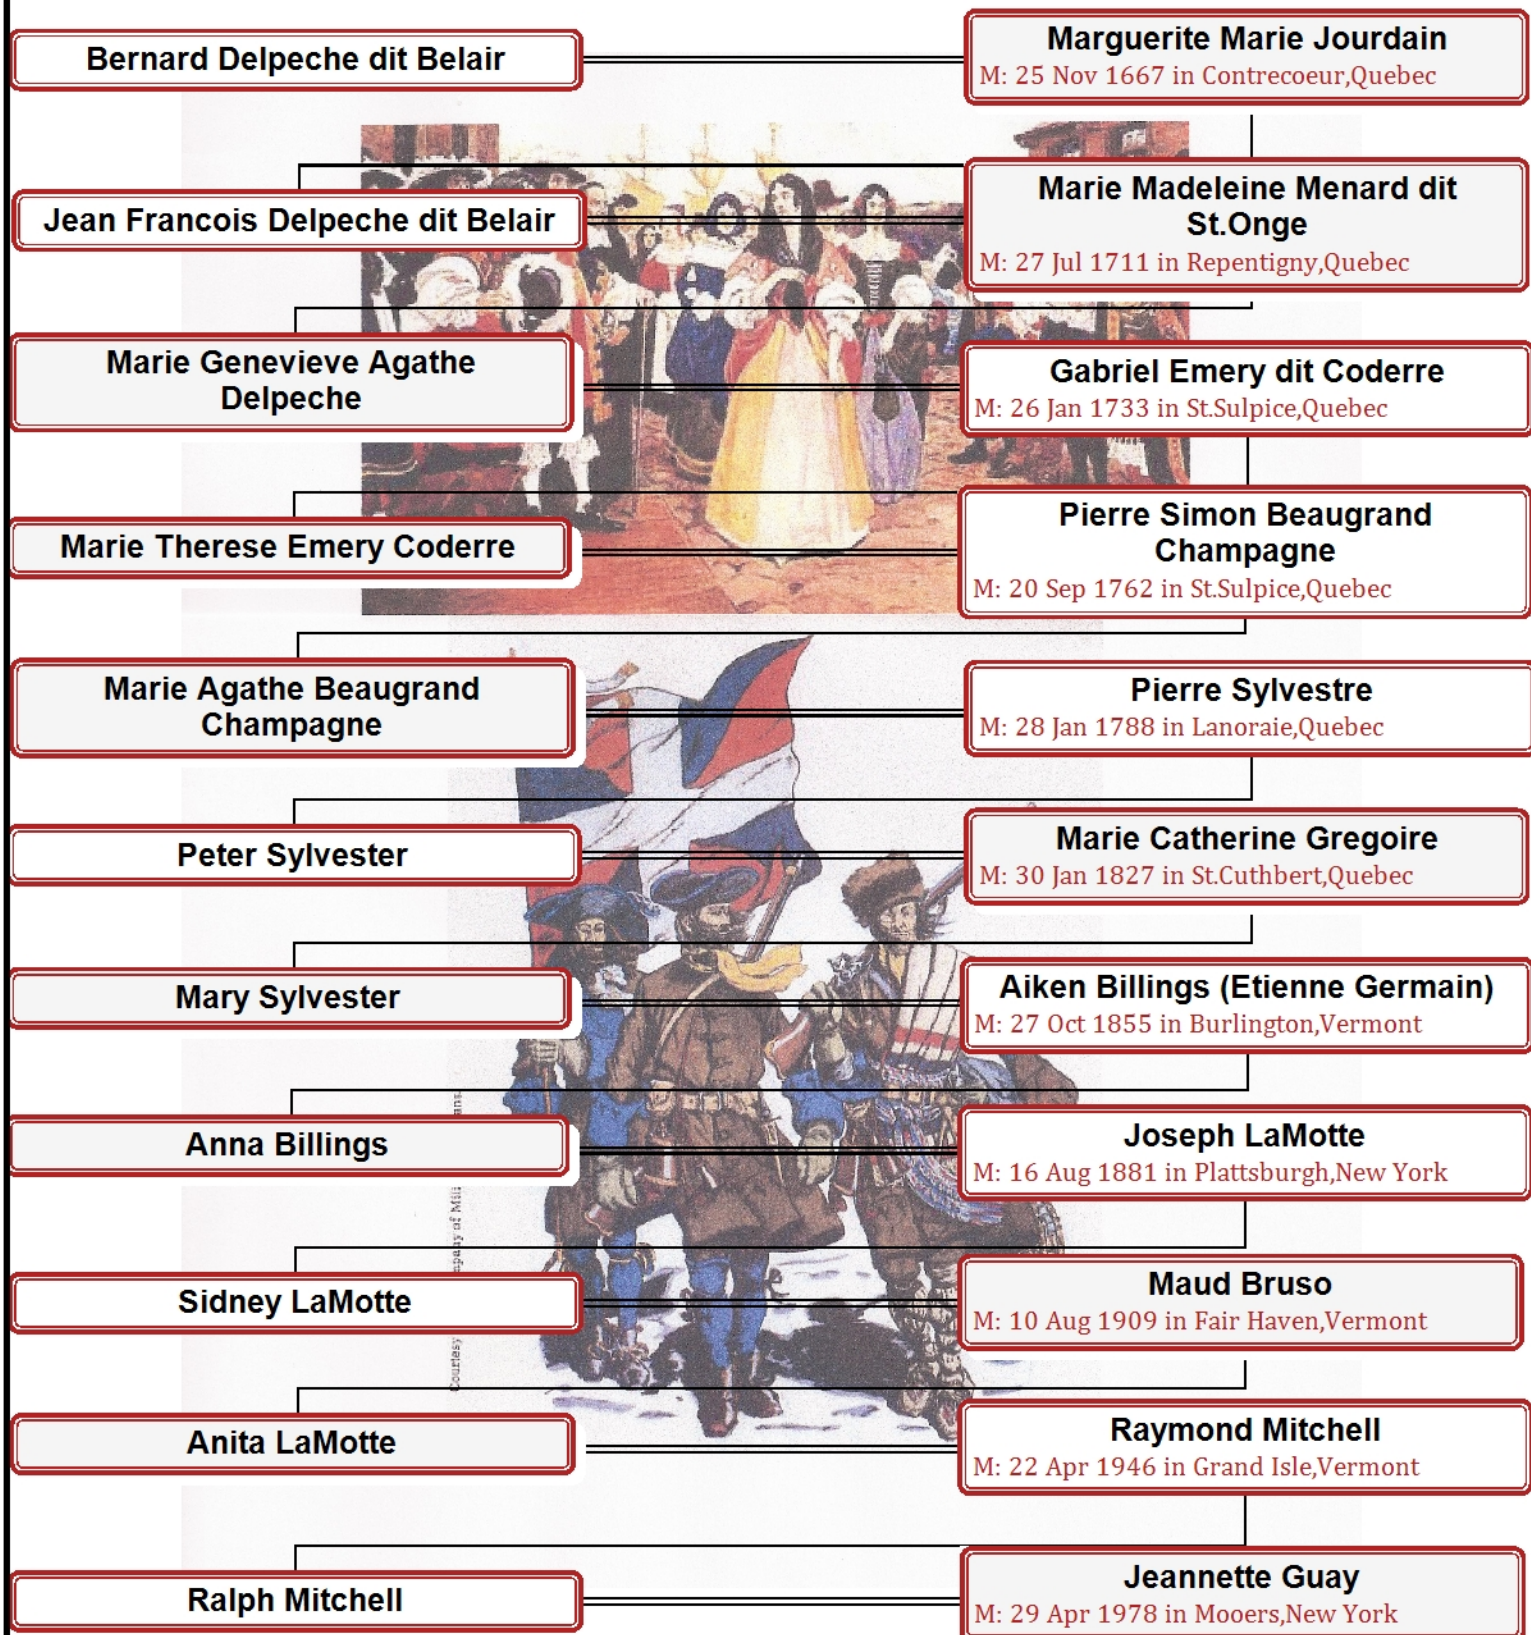 Bernard Delpeche dit Belair
Marguerite Marie Jourdain
M: 25 Nov 1667 in Contrecoeur,Quebec
Jean Francois Delpeche dit Belair
Marie Madeleine Menard dit
St.Onge
M: 27 Jul 1711 in Repentigny,Quebec
Marie Genevieve Agathe
Delpeche
Gabriel Emery dit Coderre
M: 26 Jan 1733 in St.Sulpice,Quebec
Marie Therese Emery Coderre
Pierre Simon Beaugrand
Champagne
M: 20 Sep 1762 in St.Sulpice,Quebec
Marie Agathe Beaugrand
Champagne
Pierre Sylvestre
M: 28 Jan 1788 in Lanoraie,Quebec
Peter Sylvester
Marie Catherine Gregoire
M: 30 Jan 1827 in St.Cuthbert,Quebec
Mary Sylvester
Aiken Billings (Etienne Germain)
M: 27 Oct 1855 in Burlington,Vermont
Anna Billings
Joseph LaMotte
M: 16 Aug 1881 in Plattsburgh,New York
Sidney LaMotte
Maud Bruso
M: 10 Aug 1909 in Fair Haven,Vermont
Anita LaMotte
Raymond Mitchell
M: 22 Apr 1946 in Grand Isle,Vermont
Ralph Mitchell
Jeannette Guay
M: 29 Apr 1978 in Mooers,New York
Courtesy of